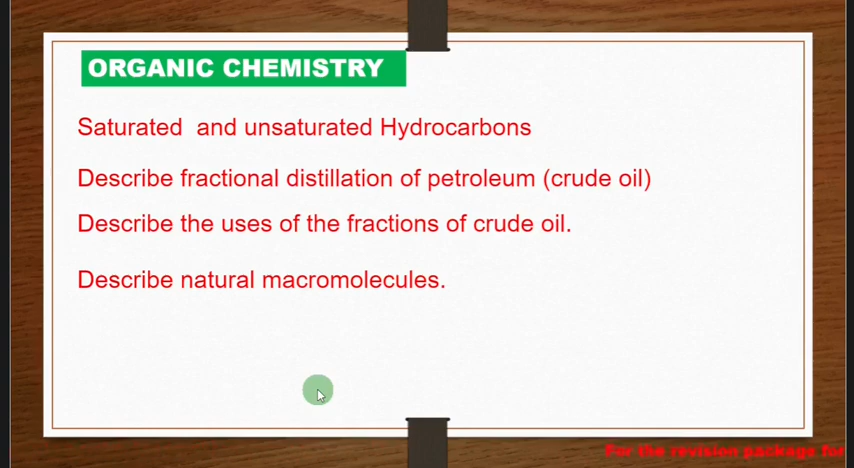 ORGANIC CHEMISTRY
Saturated and unsaturated Hydrocarbons
Describe fractional distillation of petroleum (crude oil)
Describe the uses of the fractions of crude oil.
Describe natural macromolecules.
For the revision package for